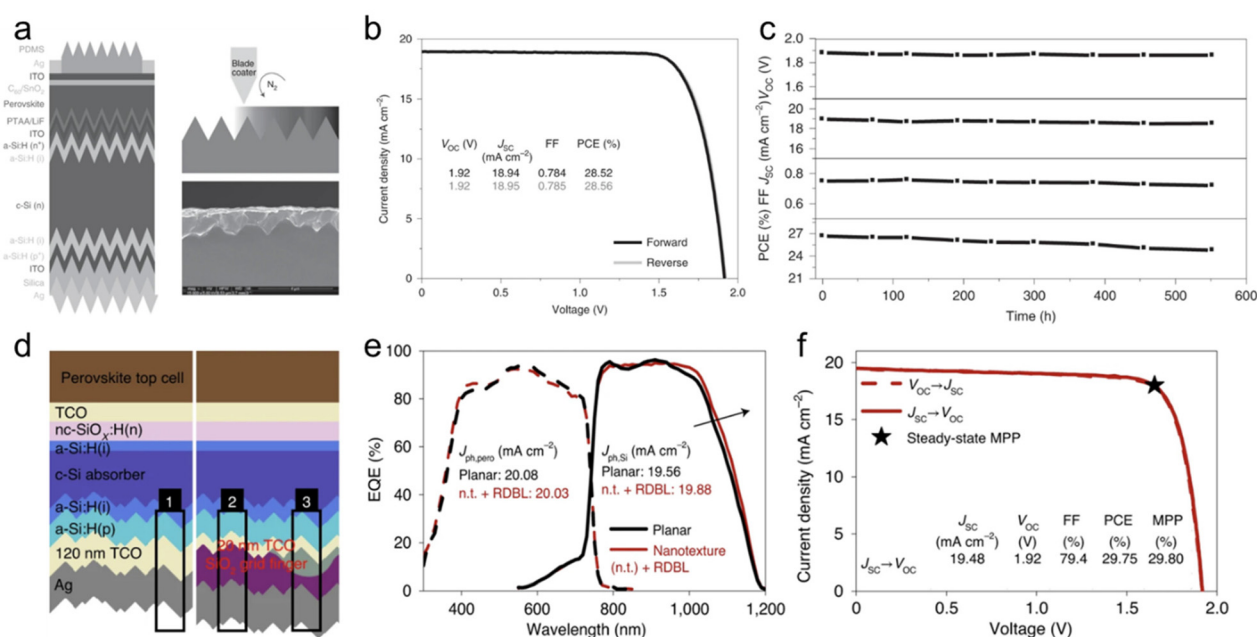 a
PDMS
Ag
ITO
C60/SnO2
Perovskite
PTAA/LiF
ITO
a-Si:H (n+)
a-Si:H (i)
c-Si (n)
a-Si:H (i)
a-Si:H (p+)
ITO
Silica
Ag
Blade
coater
N2
b
20
15
10
5
0
Current density (mA cm−2)
VOC (V) JSC FF PCE (%)
(mA cm−2)
1.92 18.94 0.784 28.52
1.92 18.95 0.785 28.56
Forward
Reverse
0 0.5 1.0 1.5 2.0
Voltage (V)
c
PCE (%) FF JSC (mA cm−2) VOC (V)
2.0
1.8
1.6
20
18
16
0.8
0.6
27
24
21
0 100 200 300 400 500 600
Time (h)
d
Perovskite top cell
TCO
nc-SiOX:H(n)
a-Si:H(i)
c-Si absorber
1 2 3
a-Si:H(i)
a-Si:H(p)
120 nm TCO
20 nm TCO
grid finger
Ag
e
100
80
60
40
20
0
EQE (%)
Jph,pero (mA cm−2)
Planar: 20.08
n.t. + RDBL: 20.03
Jph,Si (mA cm−2)
Planar: 19.56
n.t. + RDBL: 19.88
Planar
Nanotexture
(n.t.) + RDBL
400 600 800 1,000 1,200
Wavelength (nm)
f
20
15
10
5
0
Current density (mA cm−2)
VOC→JSC
JSC→VOC
Steady-state MPP
JSC VOC FF PCE MPP
(mA cm−2) (V) (%) (%) (%)
JSC→VOC 19.48 1.92 79.4 29.75 29.80
0 0.5 1.0 1.5 2.0
Voltage (V)